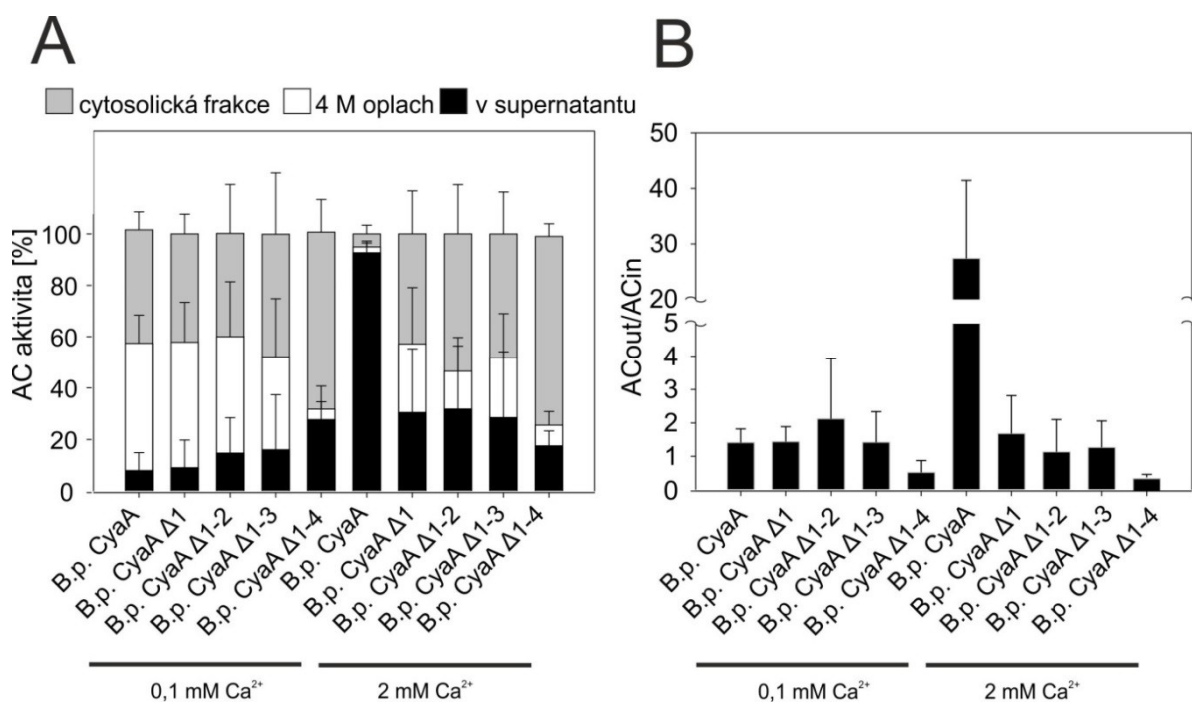 A
cytosolická frakce 4 M oplach v supernatantu
AC aktivita [%]
100
80
60
40
20
0
B.p. CyaA
B.p. CyaA Δ1
B.p. CyaA Δ1-2
B.p. CyaA Δ1-3
B.p. CyaA Δ1-4
B.p. CyaA
B.p. CyaA Δ1
B.p. CyaA Δ1-2
B.p. CyaA Δ1-3
B.p. CyaA Δ1-4
0,1 mM Ca²⁺
2 mM Ca²⁺
B
ACout/ACin
50
40
30
20
5
4
3
2
1
0
B.p. CyaA
B.p. CyaA Δ1
B.p. CyaA Δ1-2
B.p. CyaA Δ1-3
B.p. CyaA Δ1-4
B.p. CyaA
B.p. CyaA Δ1
B.p. CyaA Δ1-2
B.p. CyaA Δ1-3
B.p. CyaA Δ1-4
0,1 mM Ca²⁺
2 mM Ca²⁺